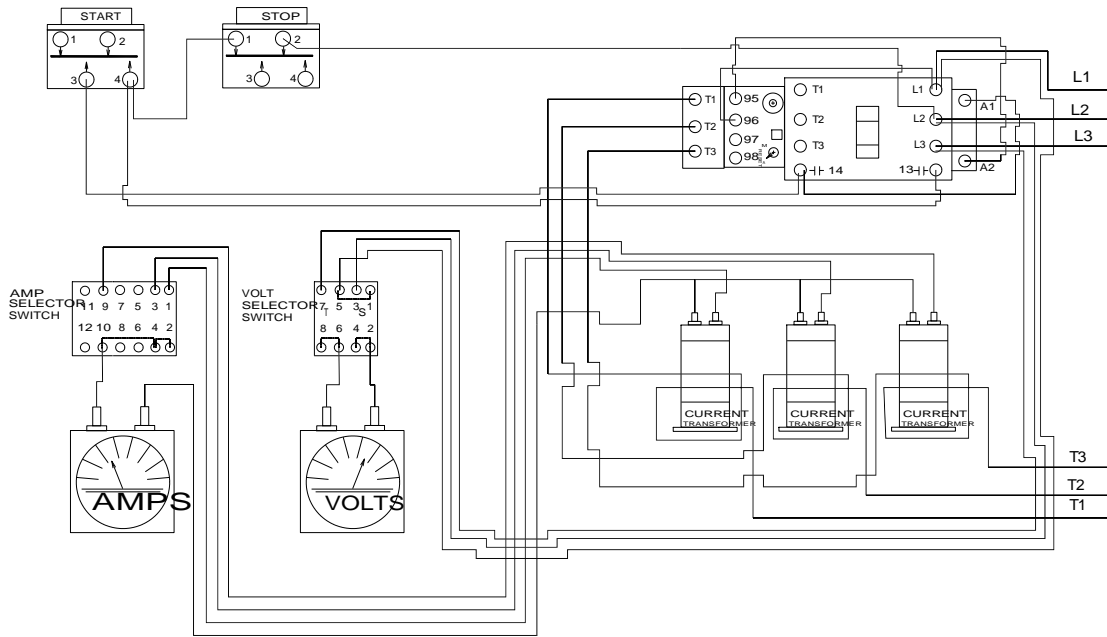 START
STOP
1
2
3
4
1
2
3
4
T1
T2
T3
95
96
97
98
RESET
M
T1
T2
T3
14
L1
L2
L3
13
A1
A2
L1
L2
L3
AMP
SELECTOR
SWITCH
11 9 7 5 3 1
12 10 8 6 4 2
VOLT
SELECTOR
SWITCH
7 5 3 1
T S
8 6 4 2
AMPS
VOLTS
CURRENT
TRANSFORMER
CURRENT
TRANSFORMER
CURRENT
TRANSFORMER
T3
T2
T1